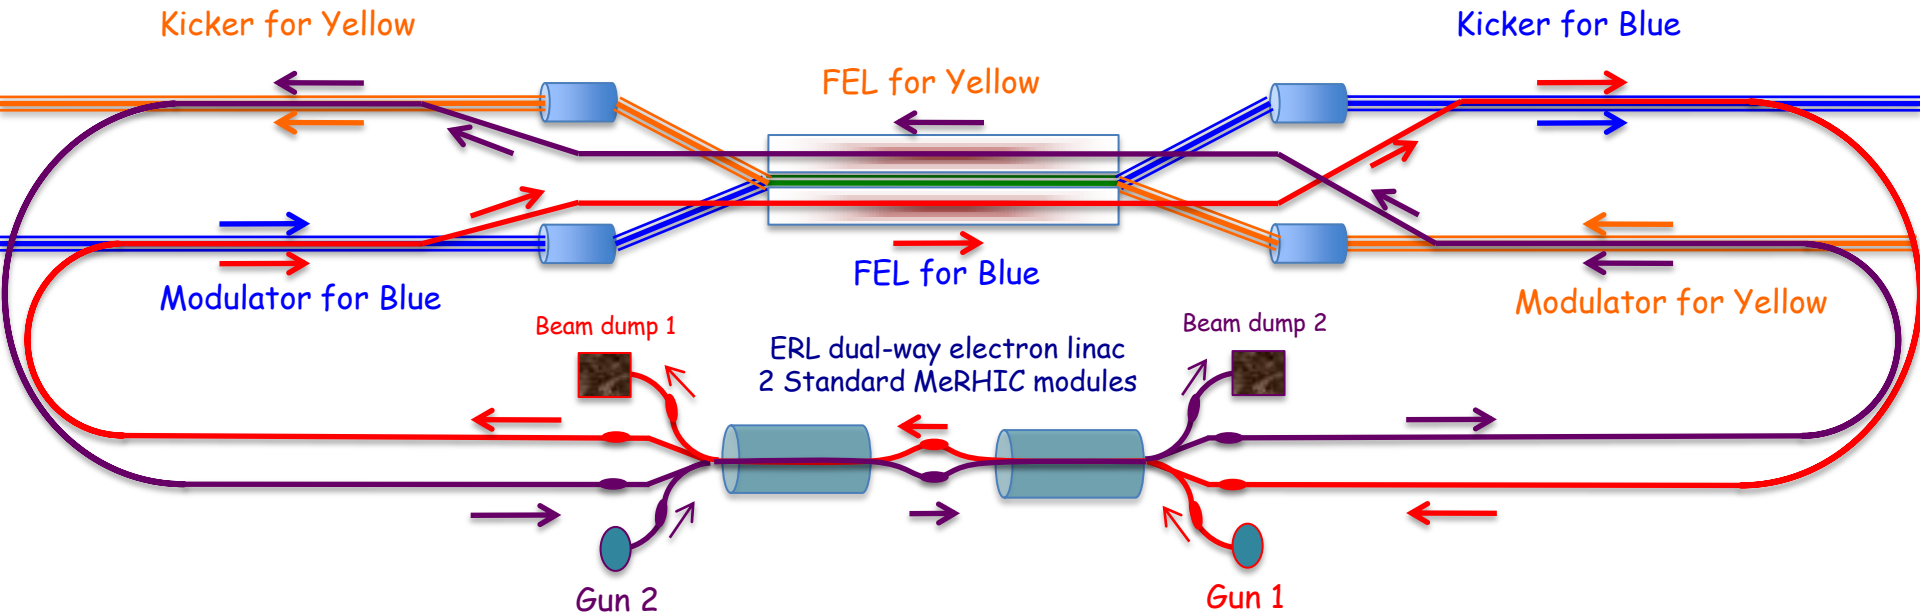 Kicker for Yellow
Kicker for Blue
FEL for Yellow
FEL for Blue
Modulator for Blue
Modulator for Yellow
Beam dump 1
Beam dump 2
ERL dual-way electron linac
2 Standard MeRHIC modules
Gun 2
Gun 1